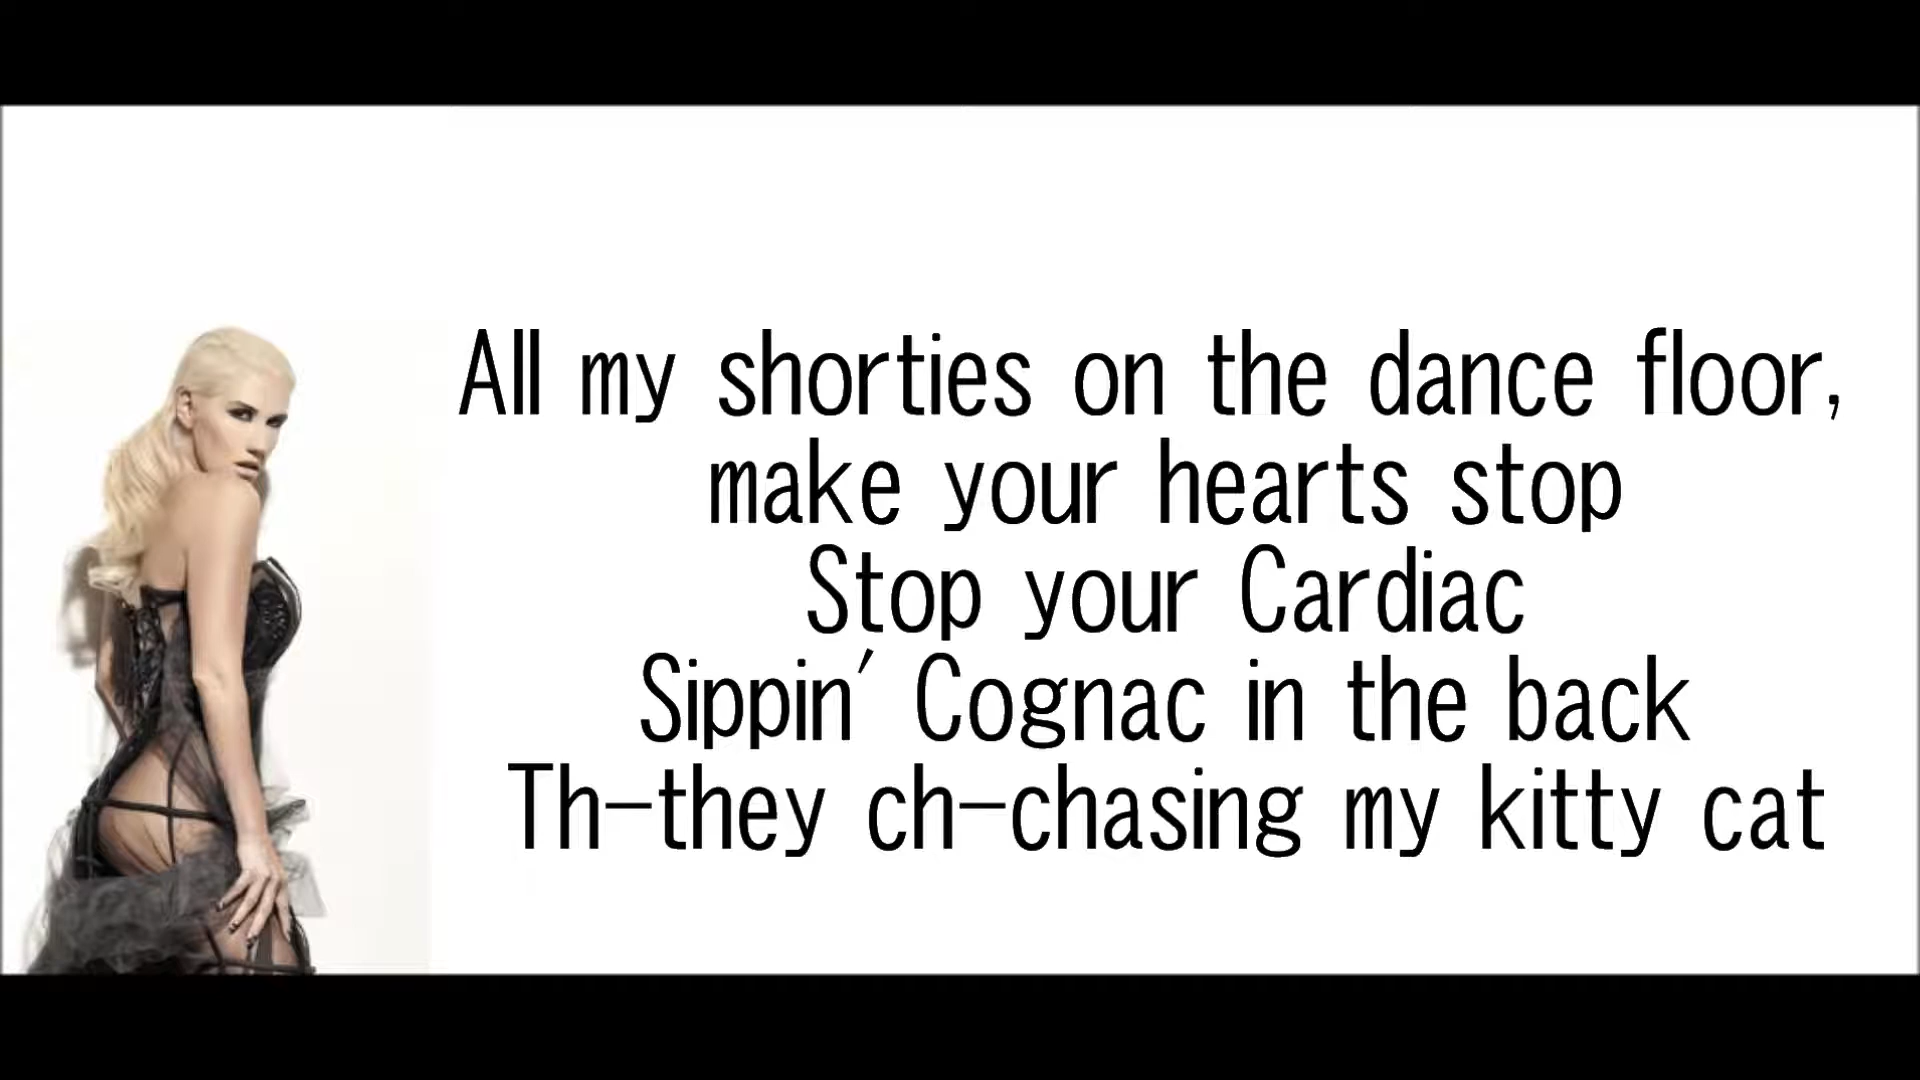 All my shorties on the dance floor,
make your hearts stop
Stop your Cardiac
Sippin' Cognac in the back
Th-they ch-chasing my kitty cat